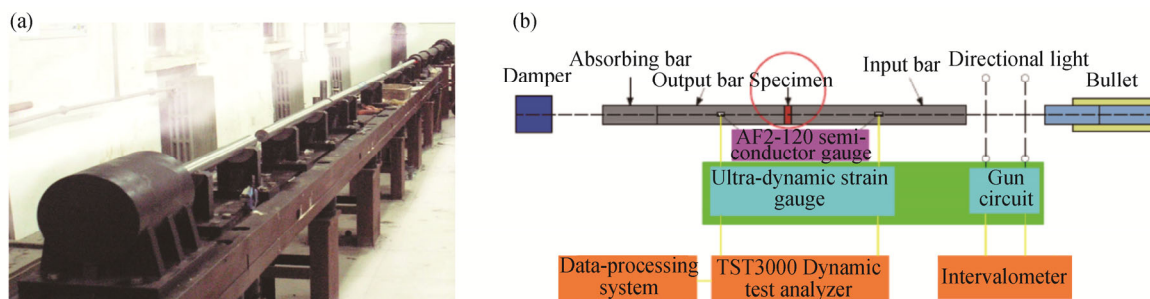 (a)
(b)
Absorbing bar
Directional light
Damper
Output bar Specimen
Input bar
Bullet
AF2-120 semi-
conductor gauge
Ultra-dynamic strain
gauge
Gun
circuit
Data-processing
system
TST3000 Dynamic
test analyzer
Intervalometer